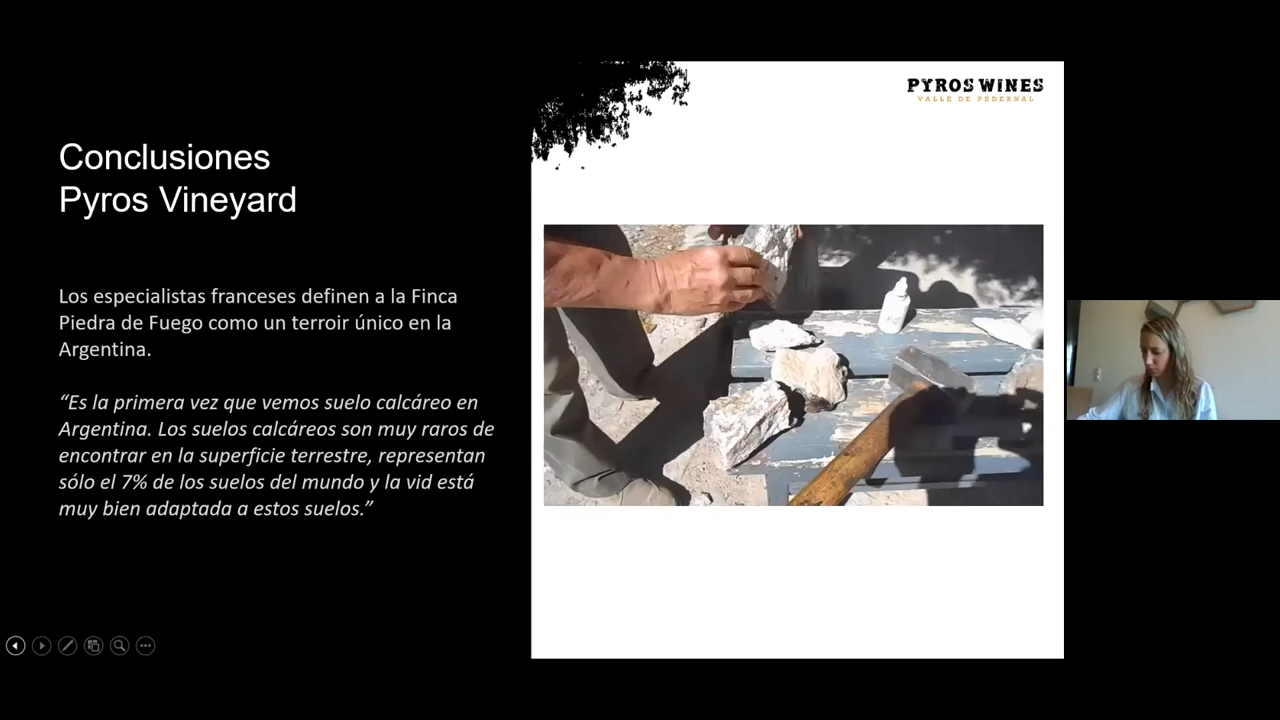 PYROS WINES
VALLE DE PEDERNAL
Conclusiones
Pyros Vineyard
Los especialistas franceses definen a la Finca
Piedra de Fuego como un terroir único en la
Argentina.
“Es la primera vez que vemos suelo calcáreo en
Argentina. Los suelos calcáreos son muy raros de
encontrar en la superficie terrestre, representan
sólo el 7% de los suelos del mundo y la vid está
muy bien adaptada a estos suelos.”